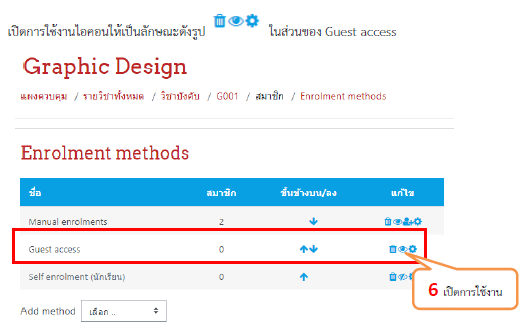 เปิดการใช้งานไอคอนให้เป็นลักษณะดังรูป ในส่วนของ Guest access
Graphic Design
แผงควบคุม / รายวิชาทั้งหมด / วิชาบังคับ / G001 / สมาชิก / Enrolment methods
Enrolment methods
ชื่อ สมาชิก ขึ้นข้างบน/ลง แก้ไข
Manual enrolments 2
Guest access 0
Self enrolment (นักเรียน) 0
6 เปิดการใช้งาน
Add method เลือก ..